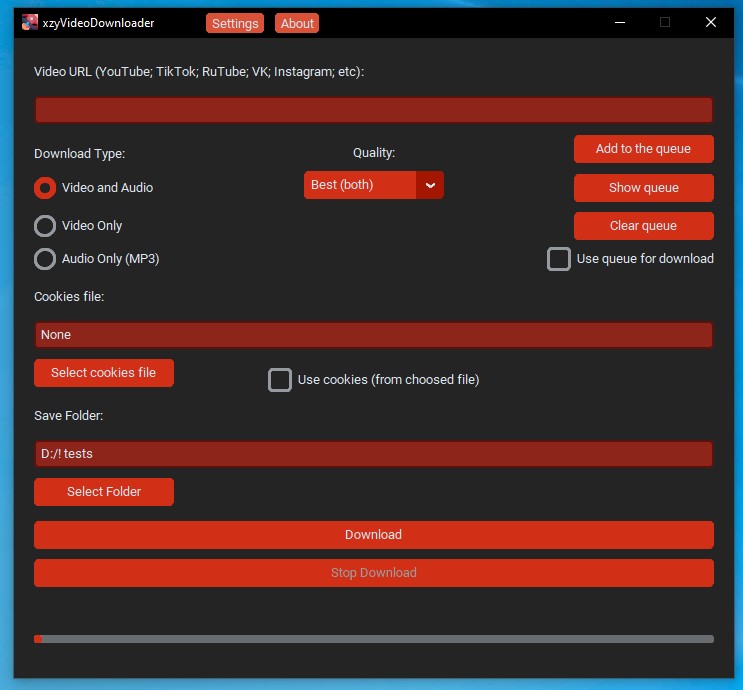 xzyVideoDownloader Settings About
Video URL (YouTube; TikTok; RuTube; VK; Instagram; etc):
Download Type:
Quality:
Add to the queue
Video and Audio
Best (both)
Show queue
Video Only
Clear queue
Audio Only (MP3)
Use queue for download
Cookies file:
None
Select cookies file
Use cookies (from choosed file)
Save Folder:
D:/! tests
Select Folder
Download
Stop Download